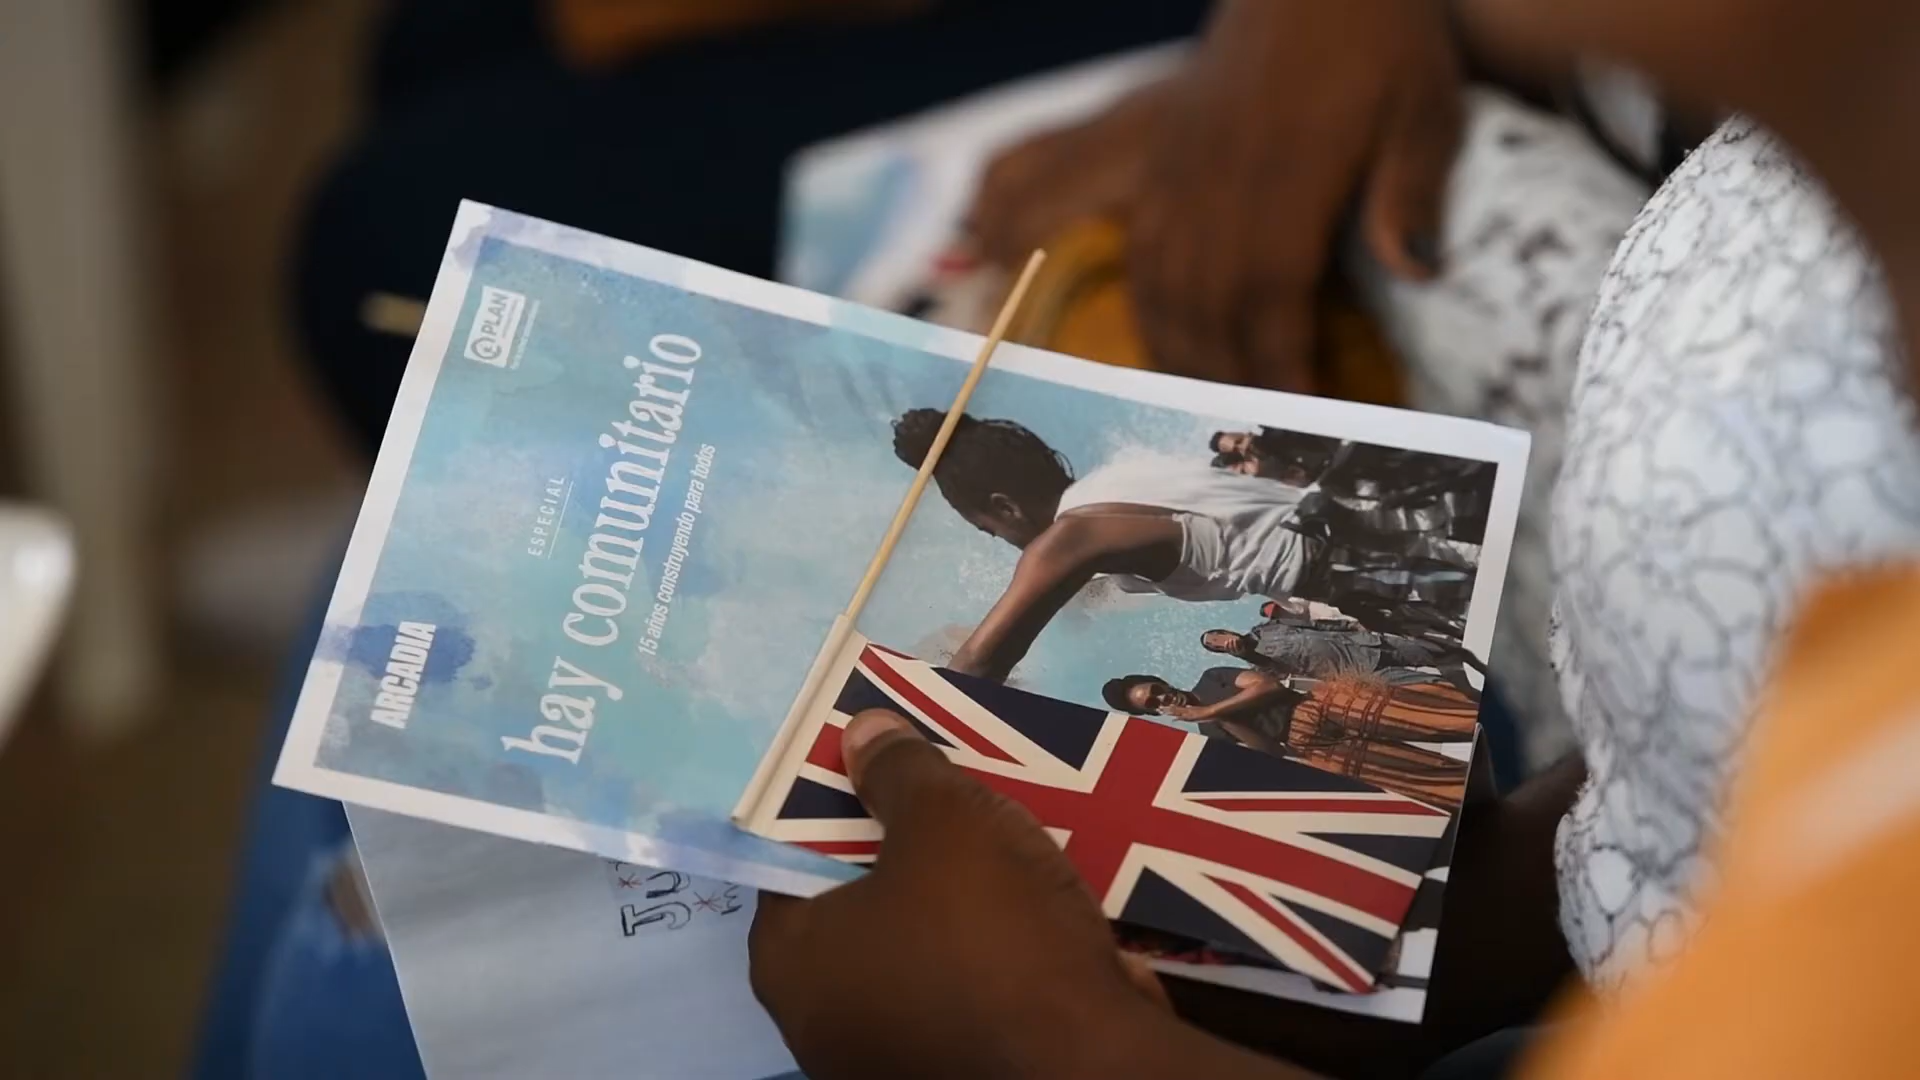 PLAN
ESPECIAL
hay comunitario
15 años construyendo para todos
ARCADIA